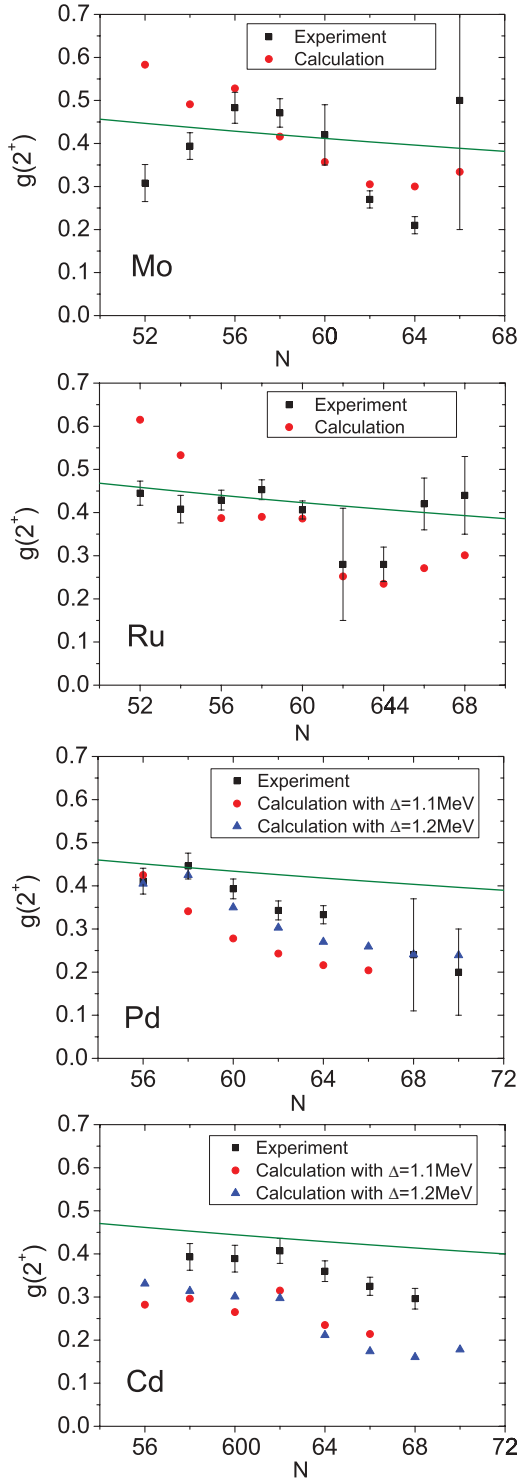 0.7
Experiment
Calculation
0.6
0.5
g(2+)
0.4
0.3
0.2
0.1
Mo
0.0
52 56 60 64 68
N
0.7
Experiment
Calculation
0.6
0.5
g(2+)
0.4
0.3
0.2
0.1
Ru
0.0
52 56 60 644 68
N
0.7
Experiment
Calculation with Δ=1.1MeV
Calculation with Δ=1.2MeV
0.6
0.5
g(2+)
0.4
0.3
0.2
0.1
Pd
0.0
56 60 64 68 72
N
0.7
Experiment
Calculation with Δ=1.1MeV
Calculation with Δ=1.2MeV
0.6
0.5
g(2+)
0.4
0.3
0.2
0.1
Cd
0.0
56 600 64 68 72
N